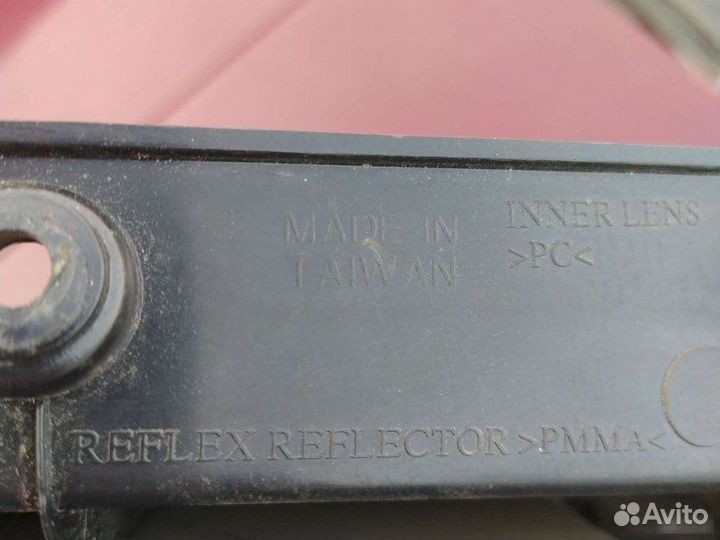 MADE IN
TAIWAN
INNER LENS
>PC<
REFLEX REFLECTOR >PMMA<
Avito